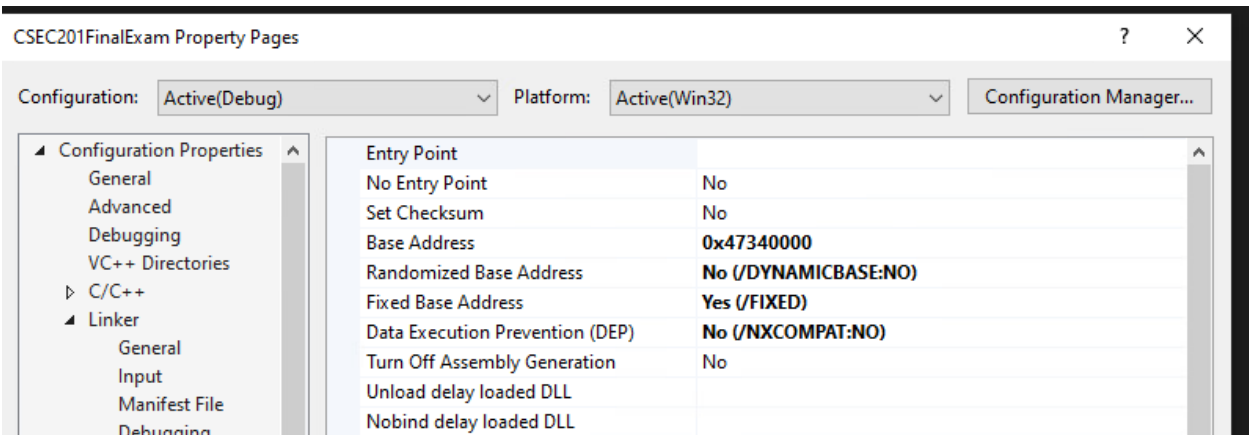 CSEC201FinalExam Property Pages ? ×
Configuration: Active(Debug) Platform: Active(Win32) Configuration Manager...
Configuration Properties
General
Advanced
Debugging
VC++ Directories
C/C++
Linker
General
Input
Manifest File
Debugging
Entry Point
No Entry Point No
Set Checksum No
Base Address 0x47340000
Randomized Base Address No (/DYNAMICBASE:NO)
Fixed Base Address Yes (/FIXED)
Data Execution Prevention (DEP) No (/NXCOMPAT:NO)
Turn Off Assembly Generation No
Unload delay loaded DLL
Nobind delay loaded DLL